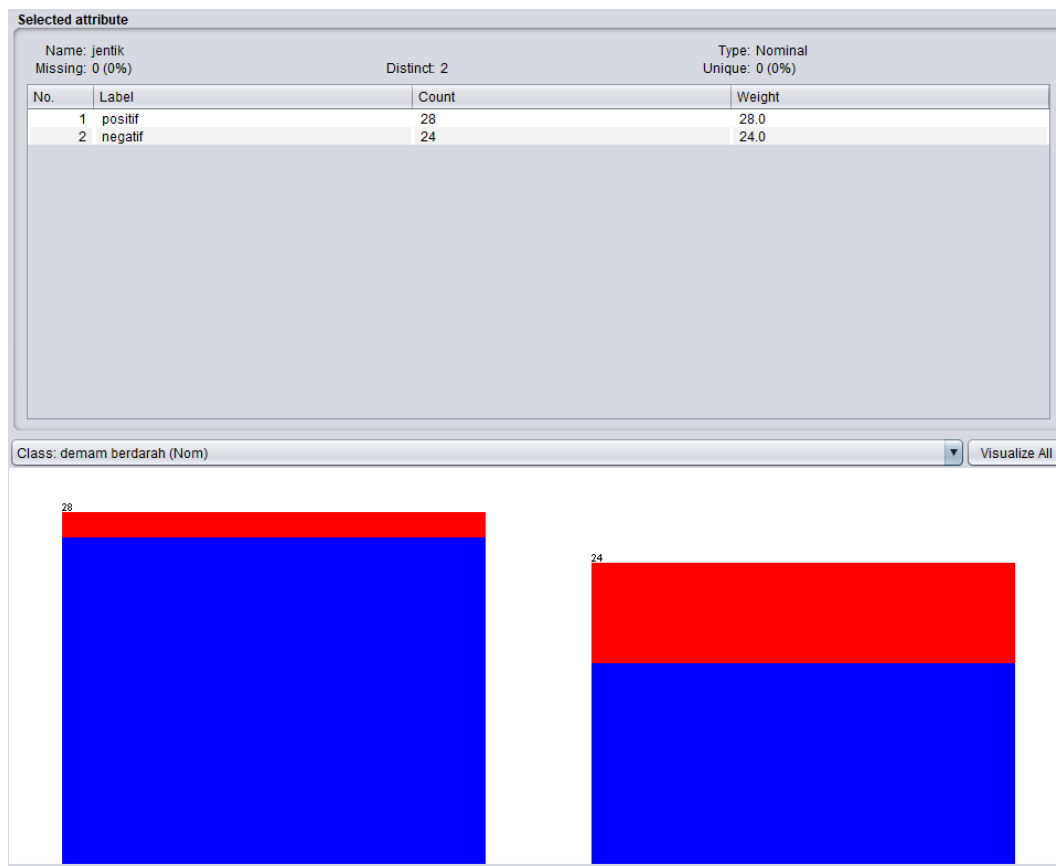 Selected attribute
Name: jentik Type: Nominal
Missing: 0 (0%) Distinct: 2 Unique: 0 (0%)
No. Label Count Weight
1 positif 28 28.0
2 negatif 24 24.0
Class: demam berdarah (Nom) Visualize All
28
24